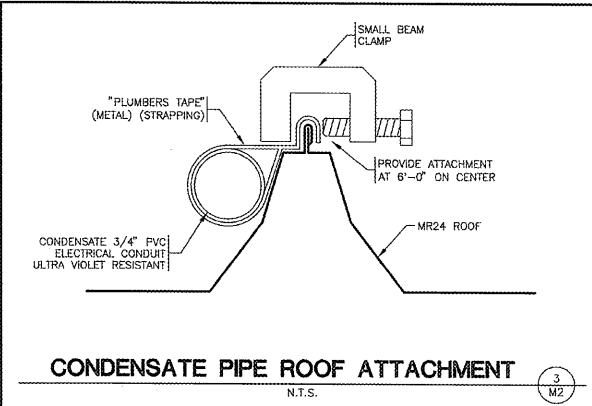 SMALL BEAM
CLAMP
"PLUMBERS TAPE"
(METAL) (STRAPPING)
PROVIDE ATTACHMENT
AT 6'-0" ON CENTER
MR24 ROOF
CONDENSATE 3/4" PVC
ELECTRICAL CONDUIT
ULTRA VIOLET RESISTANT
CONDENSATE PIPE ROOF ATTACHMENT
N.T.S.
3
M2